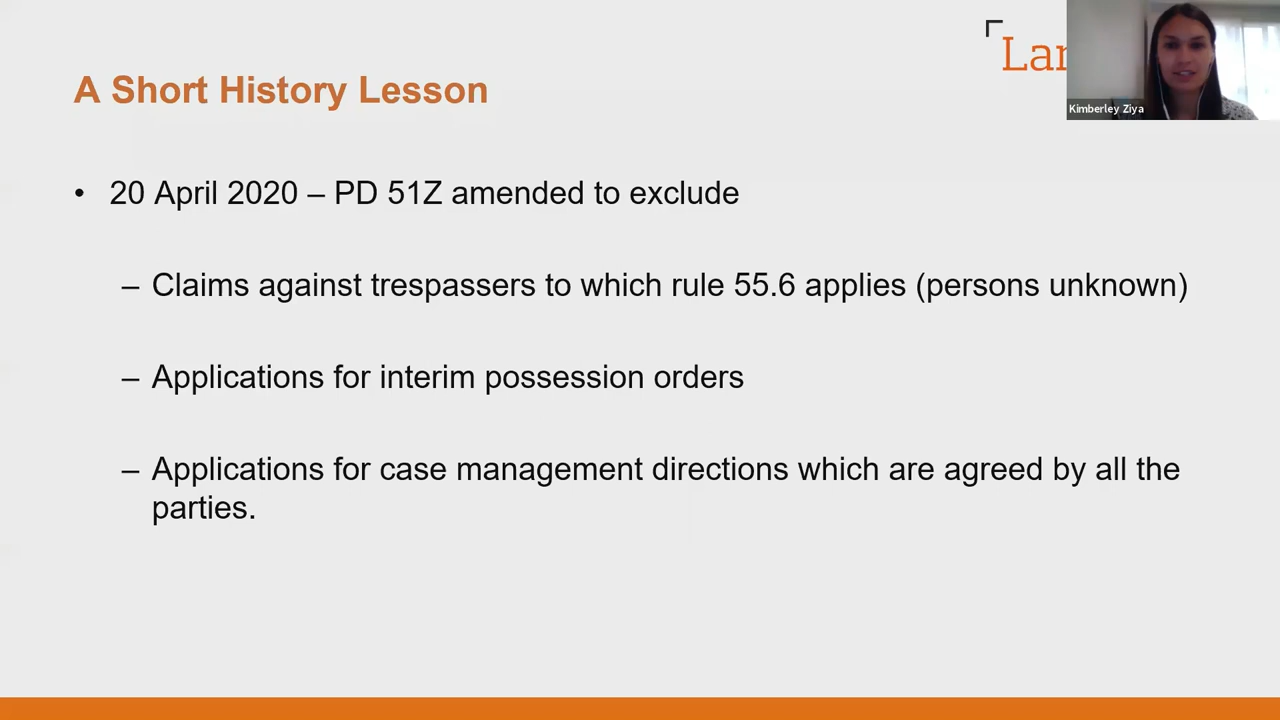 Lan
Kimberley Ziya
A Short History Lesson
• 20 April 2020 – PD 51Z amended to exclude
– Claims against trespassers to which rule 55.6 applies (persons unknown)
– Applications for interim possession orders
– Applications for case management directions which are agreed by all the
parties.